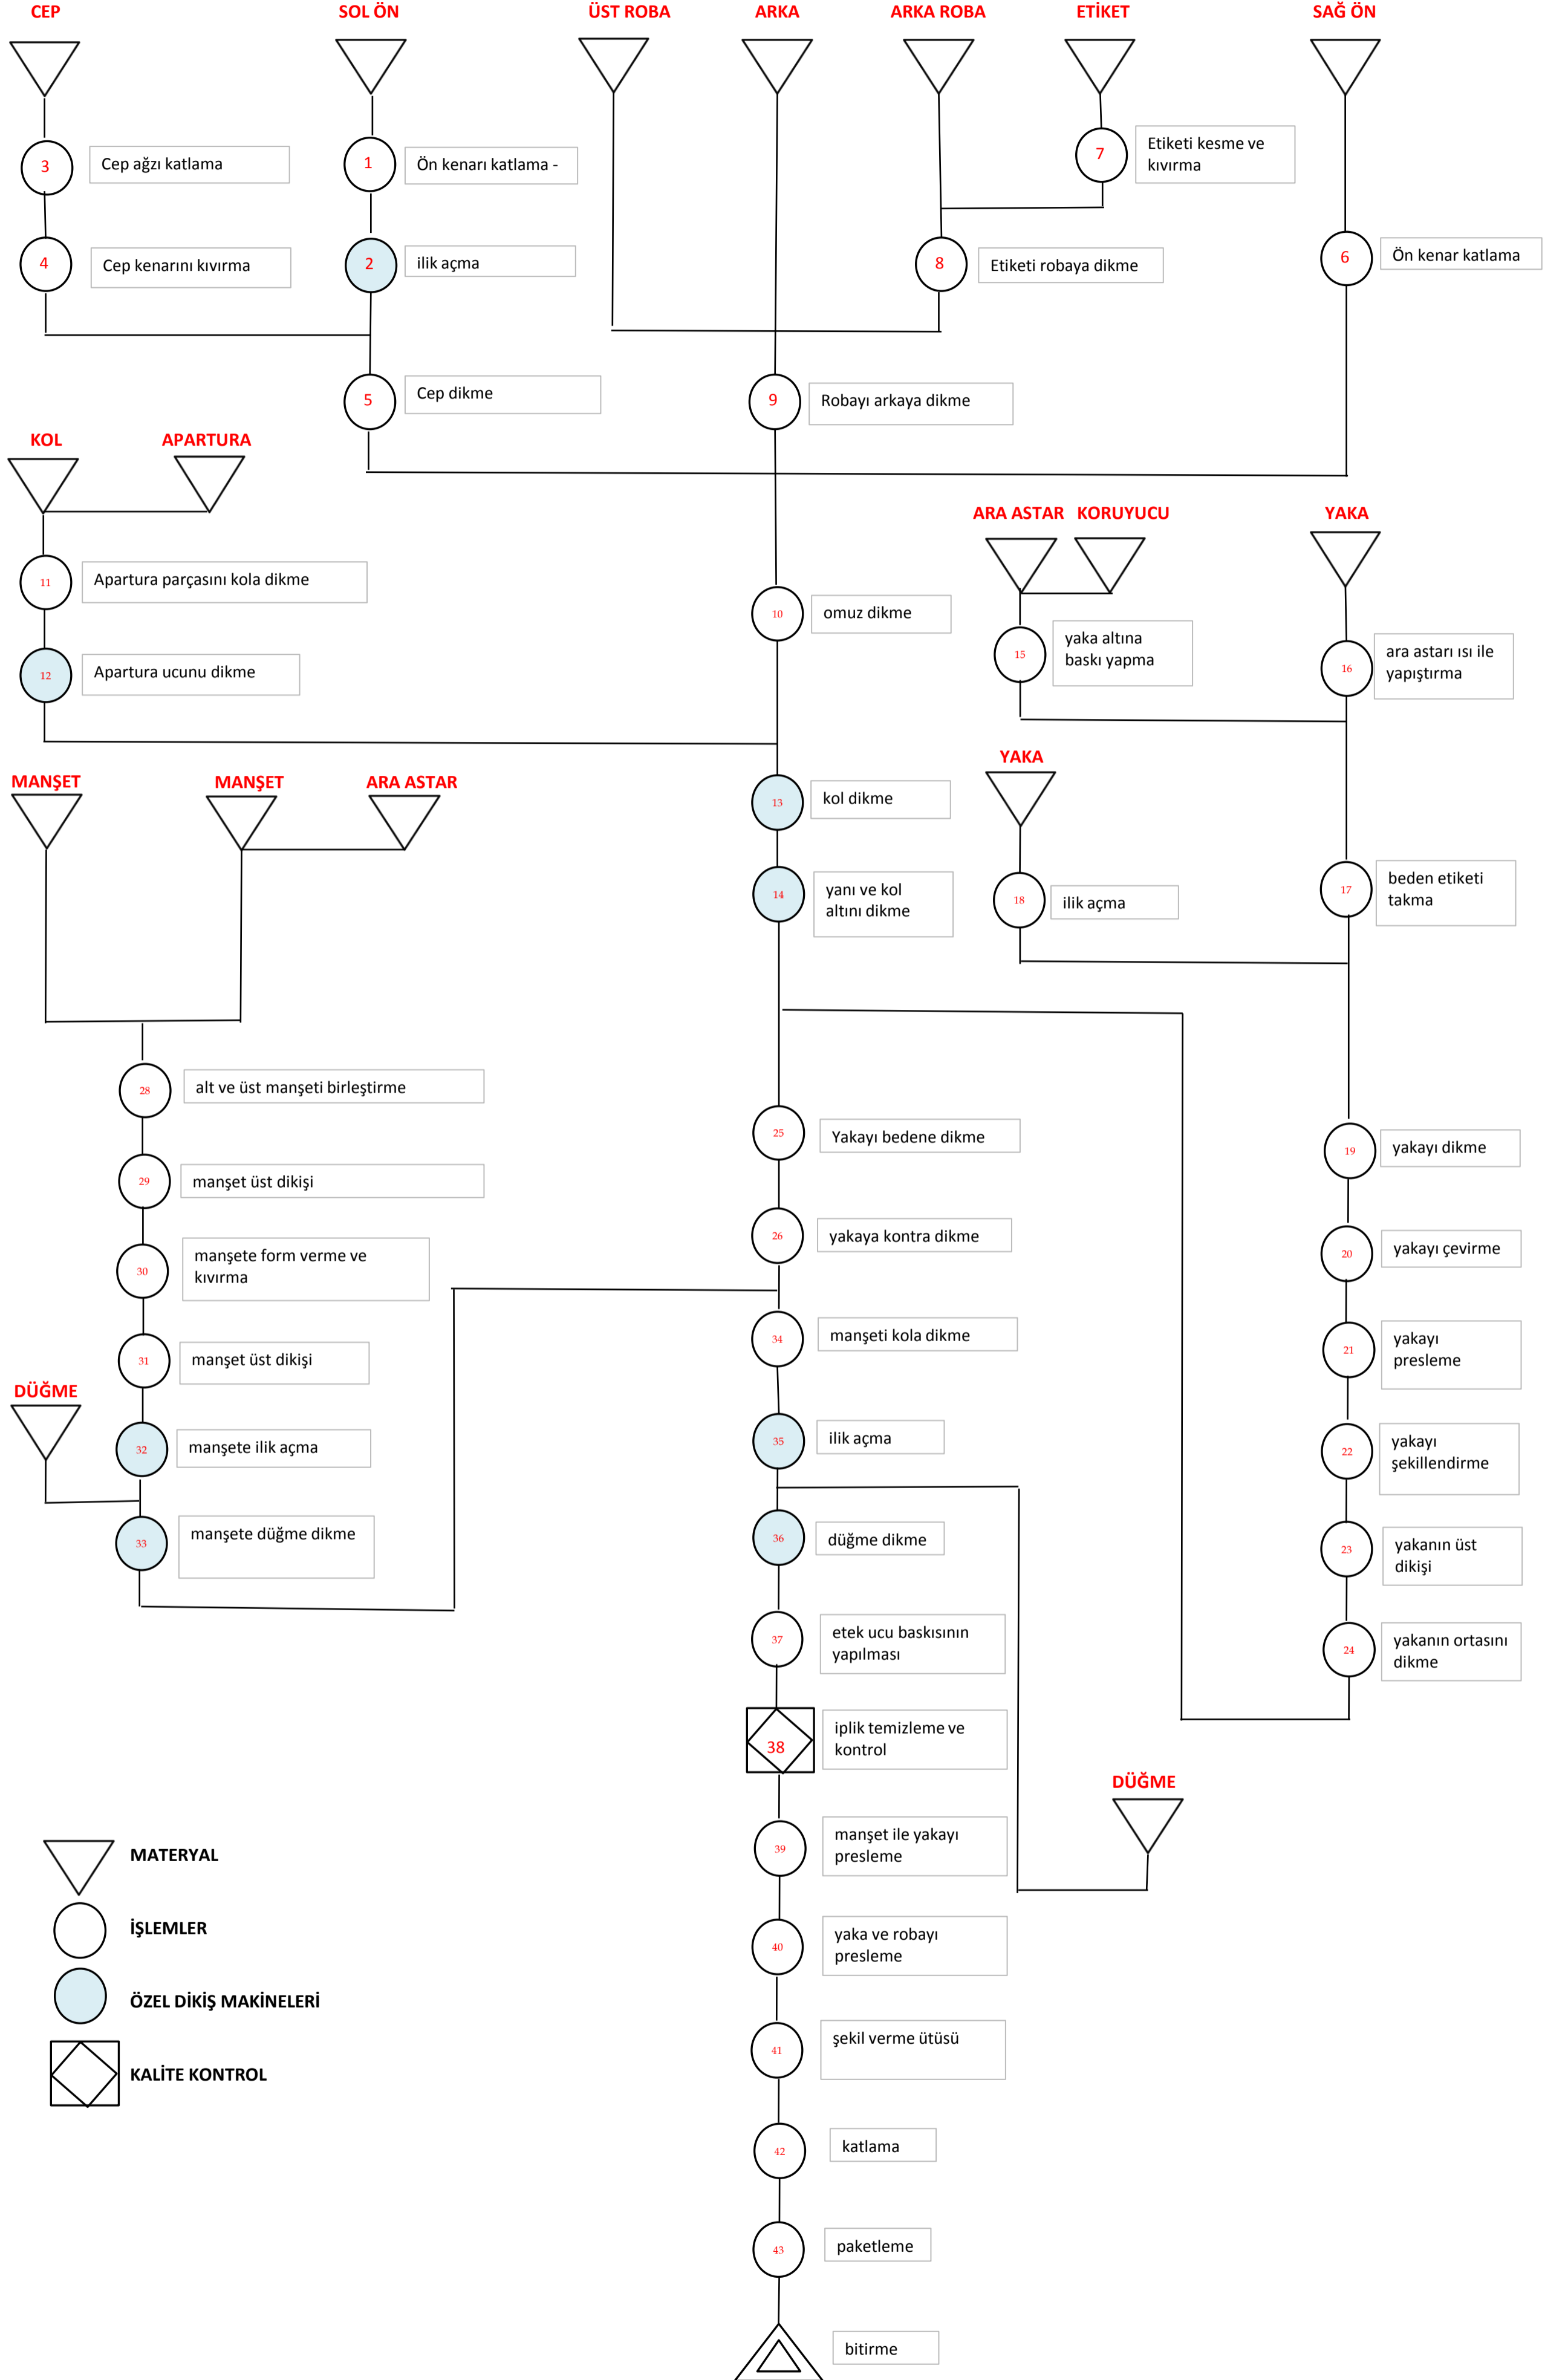 CEP
SOL ÖN
ÜST ROBA
ARKA
ARKA ROBA
ETİKET
SAĞ ÖN
3
Cep ağzı katlama
1
Ön kenarı katlama -
7
Etiketi kesme ve
kıvırma
4
Cep kenarını kıvırma
2
ilik açma
8
Etiketi robaya dikme
6
Ön kenar katlama
5
Cep dikme
9
Robayı arkaya dikme
KOL
APARTURA
ARA ASTAR
KORUYUCU
YAKA
11
Apartura parçasını kola dikme
10
omuz dikme
15
yaka altına
baskı yapma
16
ara astarı ısı ile
yapıştırma
12
Apartura ucunu dikme
YAKA
MANŞET
MANŞET
ARA ASTAR
13
kol dikme
14
yanı ve kol
altını dikme
18
ilik açma
17
beden etiketi
takma
28
alt ve üst manşeti birleştirme
25
Yakayı bedene dikme
19
yakayı dikme
29
manşet üst dikişi
26
yakaya kontra dikme
20
yakayı çevirme
30
manşete form verme ve
kıvırma
34
manşeti kola dikme
21
yakayı
presleme
31
manşet üst dikişi
DÜĞME
32
manşete ilik açma
35
ilik açma
22
yakayı
şekillendirme
33
manşete düğme dikme
36
düğme dikme
23
yakanın üst
dikişi
37
etek ucu baskısının
yapılması
24
yakanın ortasını
dikme
38
iplik temizleme ve
kontrol
DÜĞME
39
manşet ile yakayı
presleme
MATERYAL
İŞLEMLER
40
yaka ve robayı
presleme
ÖZEL DİKİŞ MAKİNELERİ
41
şekil verme ütüsü
KALİTE KONTROL
42
katlama
43
paketleme
bitirme